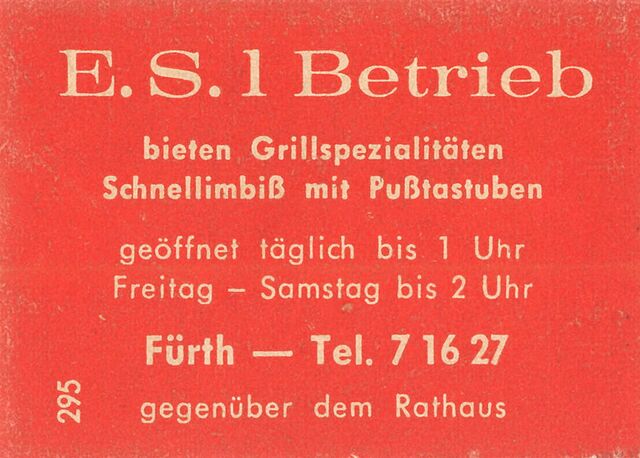 E. S. 1 Betrieb
bieten Grillspezialitäten
Schnellimbiß mit Pußtastuben
geöffnet täglich bis 1 Uhr
Freitag – Samstag bis 2 Uhr
Fürth — Tel. 7 16 27
gegenüber dem Rathaus
295